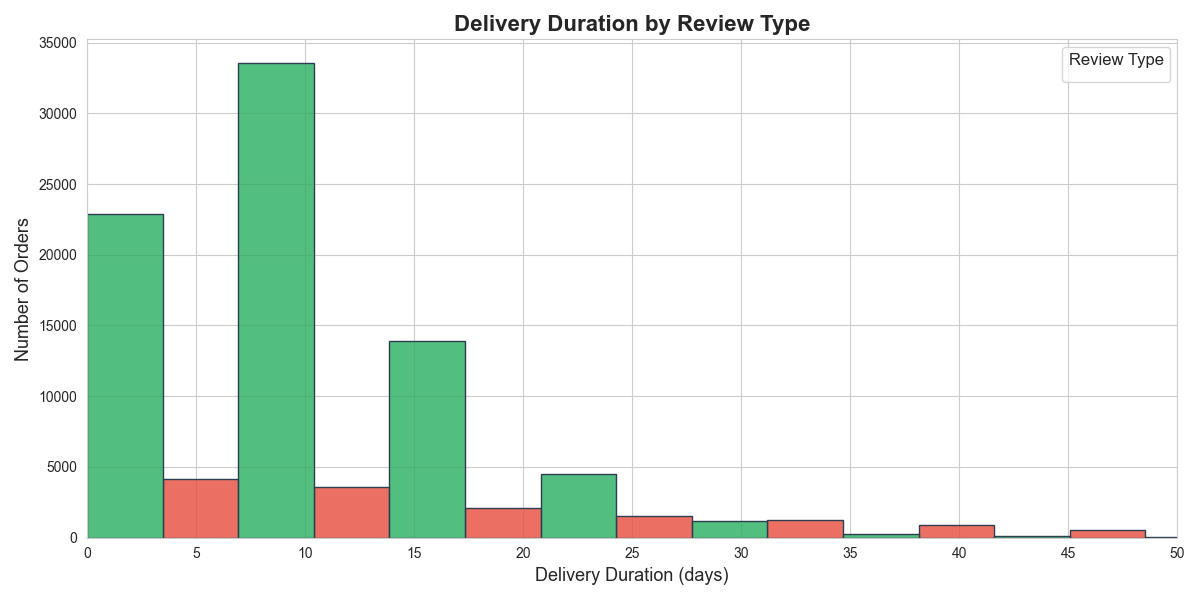 Delivery Duration by Review Type
Review Type
Number of Orders
35000
30000
25000
20000
15000
10000
5000
0
0 5 10 15 20 25 30 35 40 45 50
Delivery Duration (days)